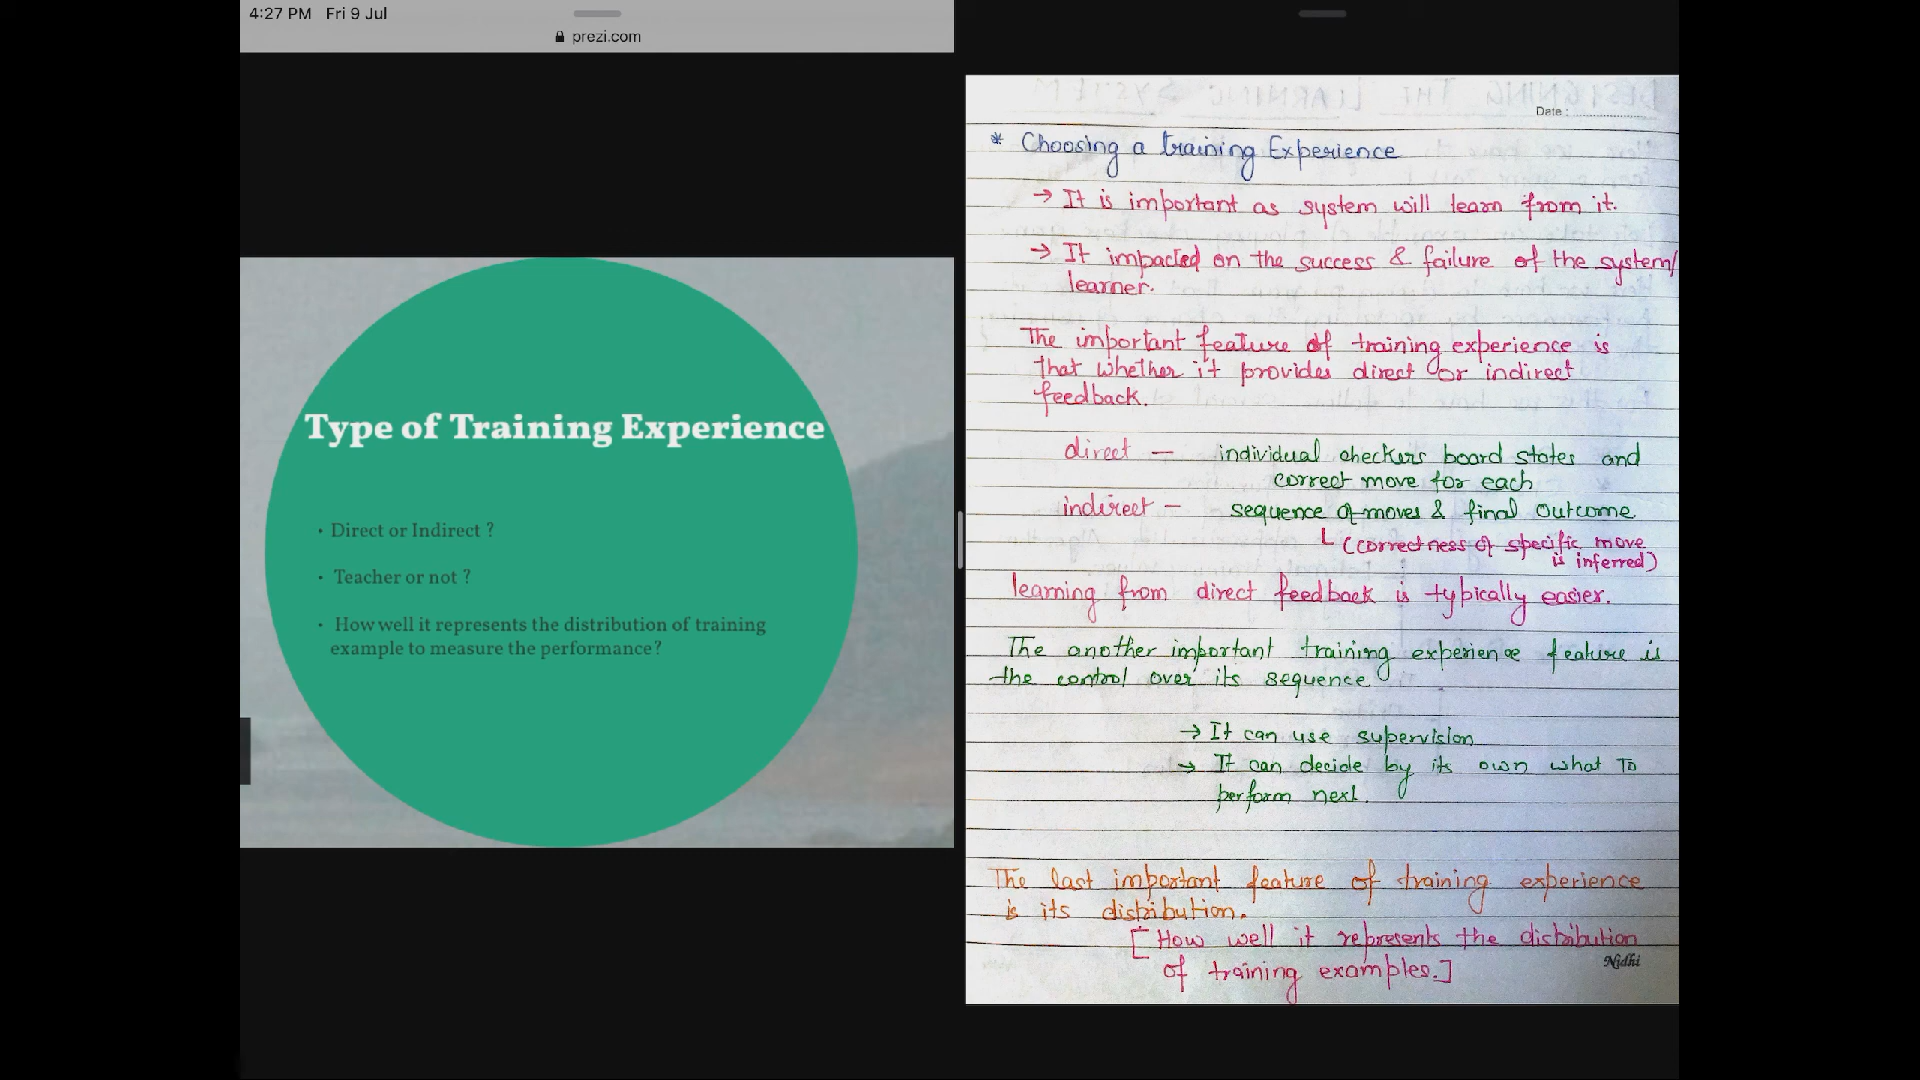 4:27 PM Fri 9 Jul
prezi.com
Type of Training Experience
• Direct or Indirect ?
• Teacher or not ?
• How well it represents the distribution of training
example to measure the performance?
DESIGNING THE LEARNING SYSTEM
Date :
* Choosing a training Experience
→ It is important as system will learn from it.
→ It impacted on the success & failure of the system/
learner.
The important feature of training experience is
that whether it provides direct or indirect
feedback.
direct — individual checkers board states and
correct move for each
indirect — sequence of moves & final outcome
(correctness of specific move
is inferred)
learning from direct feedback is typically easier.
The another important training experience feature is
the control over its sequence
→ It can use supervision
→ It can decide by its own what to
perform next.
The last important feature of training experience
is its distribution.
[How well it represents the distribution
of training examples.]
Nidhi